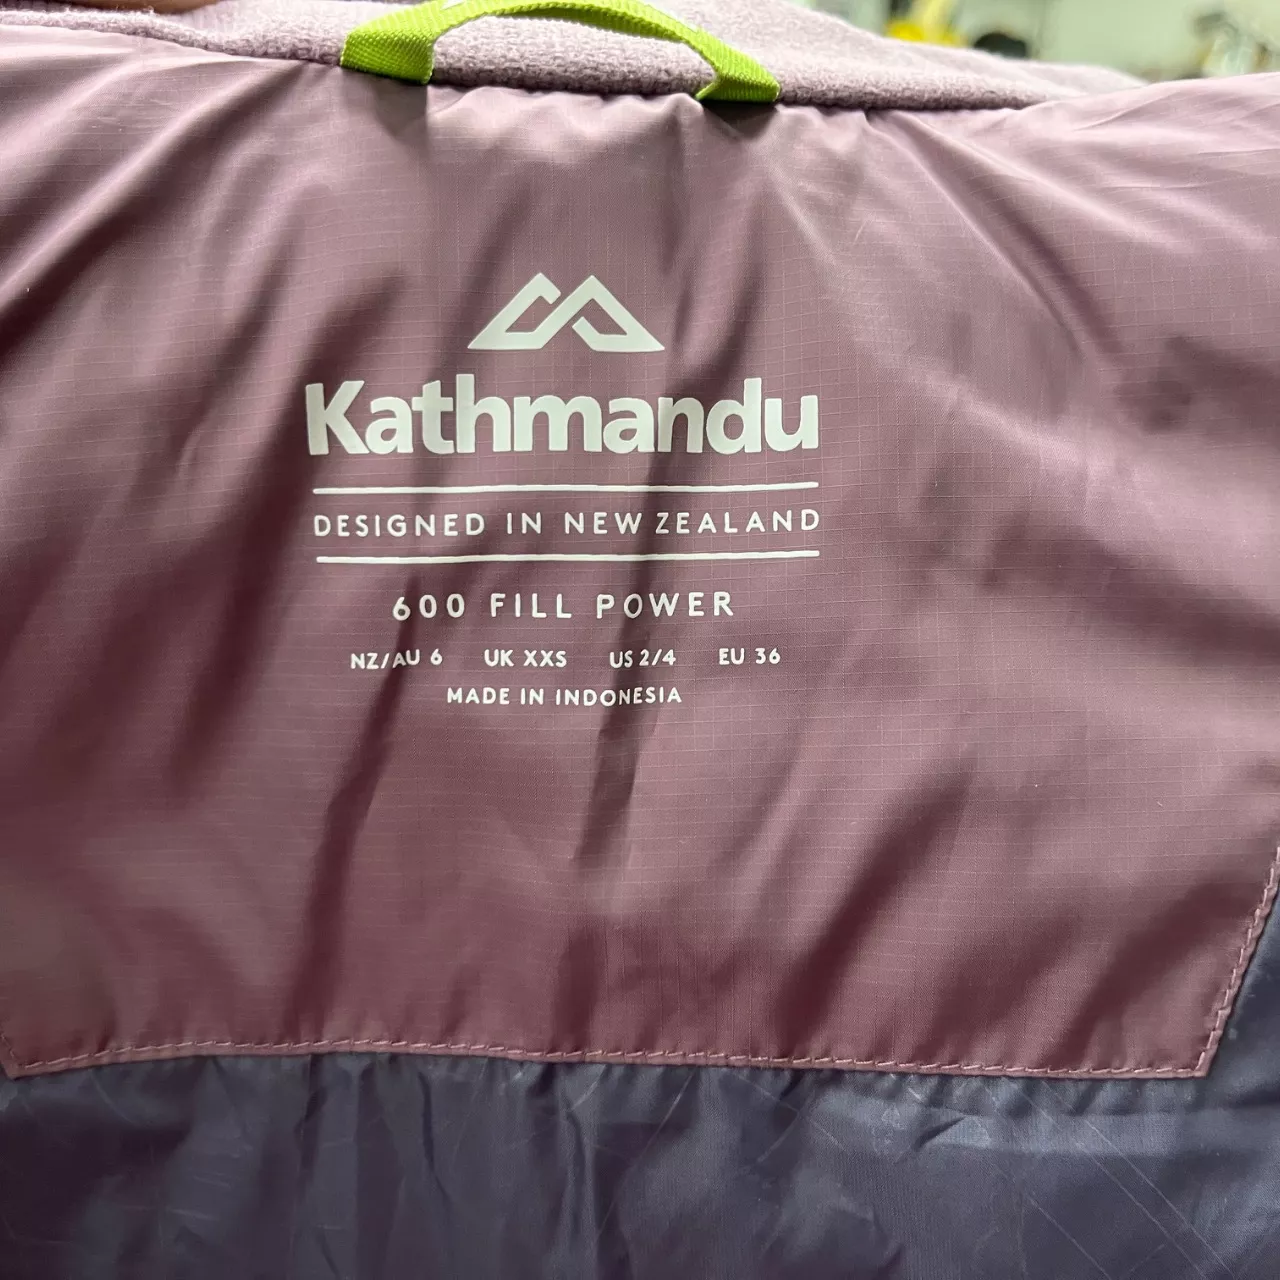 Kathmandu
DESIGNED IN NEW ZEALAND
600 FILL POWER
NZ/AU 6 UK XXS US 2/4 EU 36
MADE IN INDONESIA